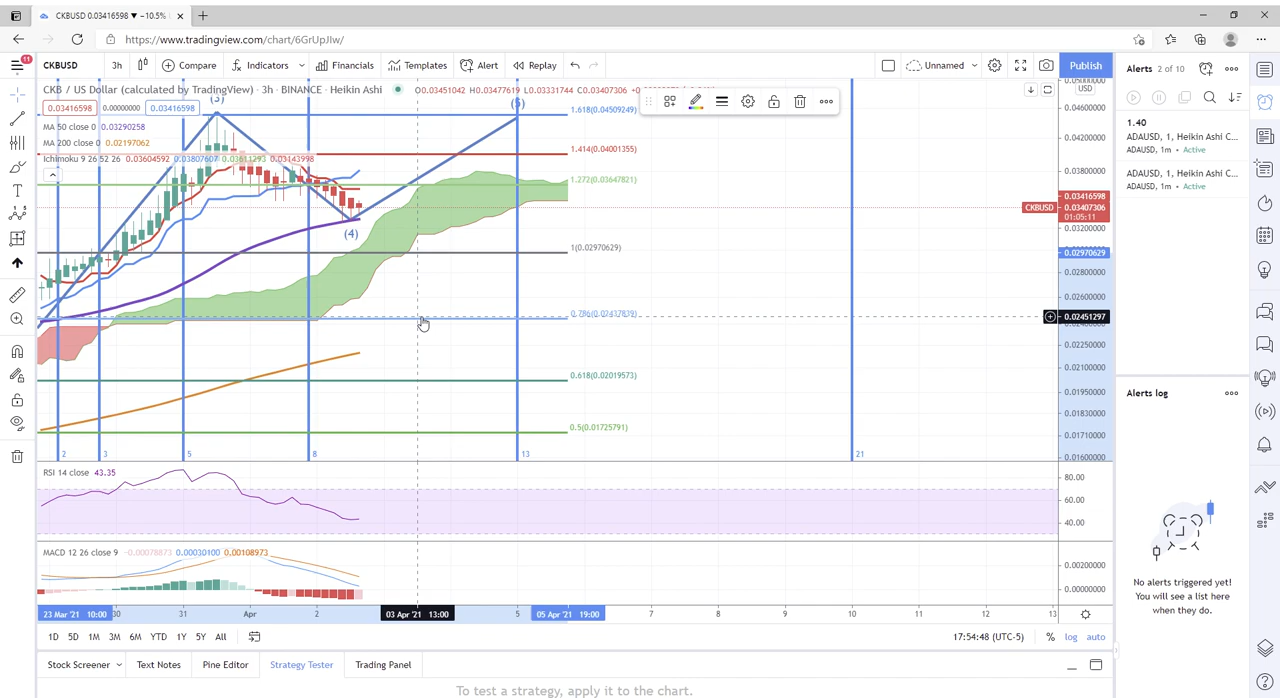 CKBUSD 0.03416598 ▼ −10.5%
https://www.tradingview.com/chart/6GrUpJIw/
11
CKBUSD 3h Compare Indicators Financials Templates Alert Replay Unnamed Publish
CKB / US Dollar (calculated by TradingView) · 3h · BINANCE · Heikin Ashi O0.03451042 H0.03477619 L0.03331744 C0.03407306
0.03416598 0.00000000 0.03416598
MA 50 close 0 0.03290258
MA 200 close 0 0.02197062
Ichimoku 9 26 52 26 0.03604592 0.03807607 0.03611293 0.03143998
(5)
(4)
1.618(0.04509249)
1.414(0.04001355)
1.272(0.03647821)
1(0.02970629)
0.786(0.02437839)
0.618(0.02019573)
0.5(0.01725791)
2 3 5 8 13 21
USD
0.04600000
0.04200000
0.03800000
0.03416598
CKBUSD 0.03407306
01:05:11
0.03200000
0.02970629
0.02800000
0.02600000
0.02451297
0.02250000
0.02100000
0.01950000
0.01830000
0.01710000
0.01600000
RSI 14 close 43.35
80.00
60.00
40.00
MACD 12 26 close 9 −0.00078873 0.00030100 0.00108973
0.00200000
0.00000000
23 Mar '21 10:00 30 31 Apr 2 03 Apr '21 13:00 5 05 Apr '21 19:00 7 8 9 10 11 12 13
1D 5D 1M 3M 6M YTD 1Y 5Y All 17:54:48 (UTC-5) % log auto
Stock Screener Text Notes Pine Editor Strategy Tester Trading Panel
To test a strategy, apply it to the chart.
Alerts 2 of 10
1.40
ADAUSD, 1, Heikin Ashi C...
ADAUSD, 1m • Active
ADAUSD, 1, Heikin Ashi C...
ADAUSD, 1m • Active
Alerts log
No alerts triggered yet!
You will see a list here
when they do.